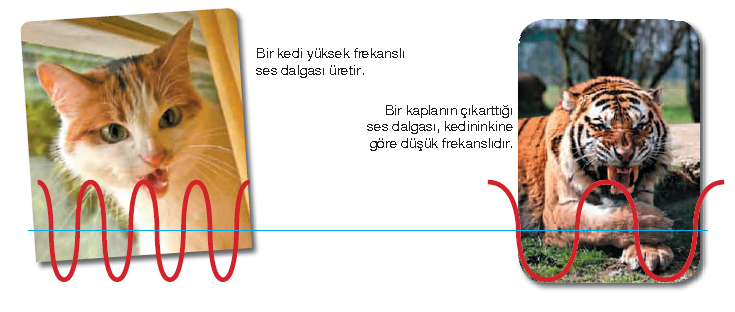 Bir kedi yüksek frekanslı
ses dalgası üretir.
Bir kaplanın çıkarttığı
ses dalgası, kedininkine
göre düşük frekanslıdır.